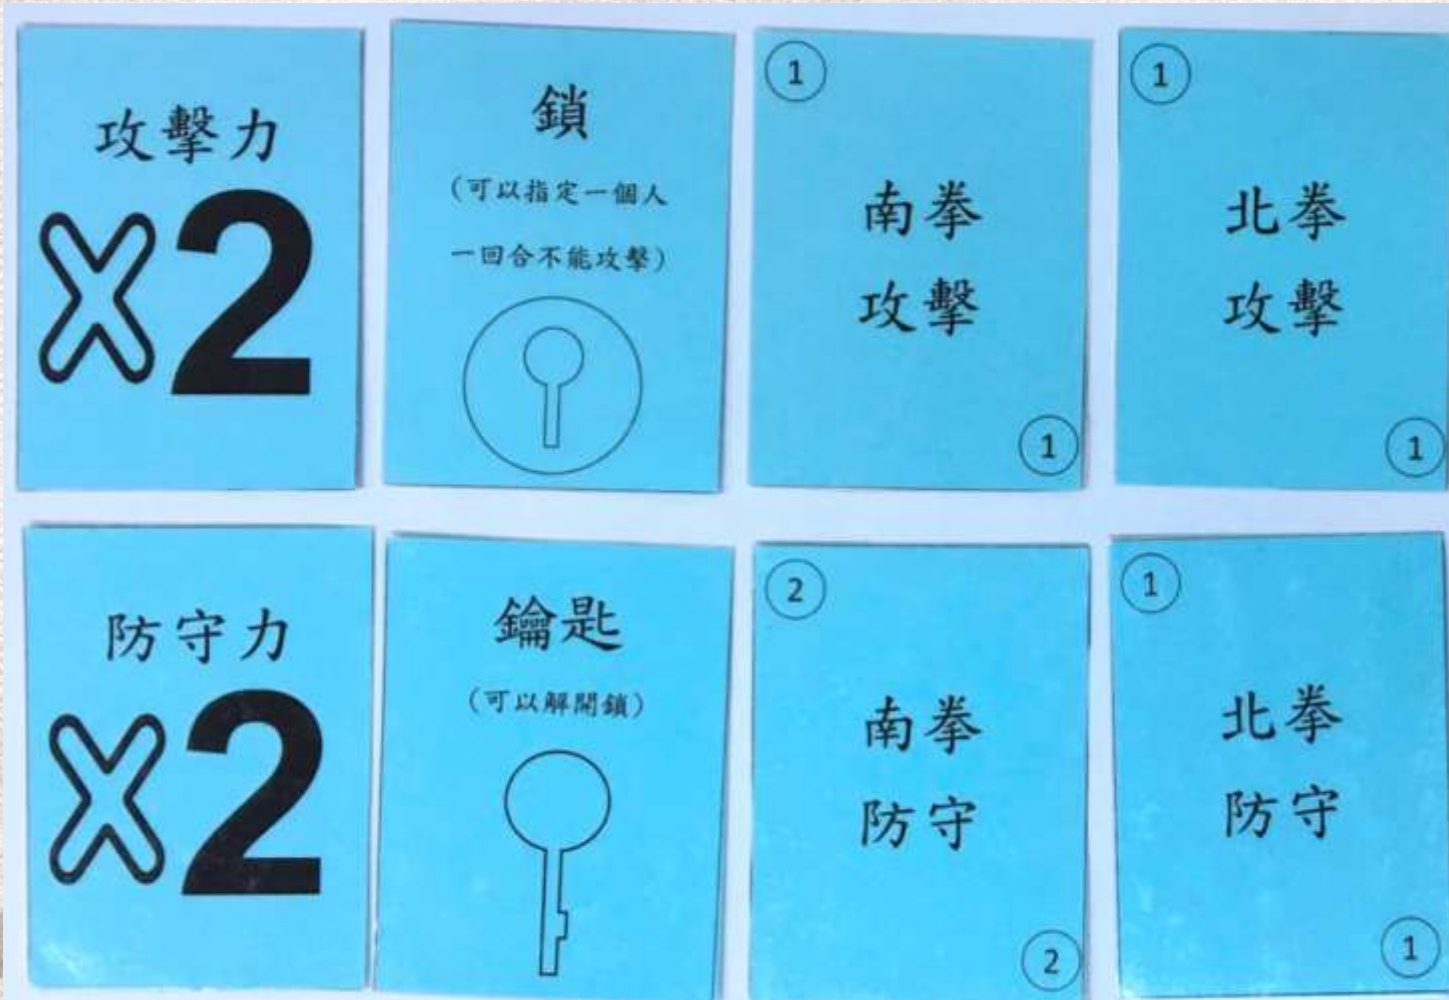 攻擊力
X2
鎖
(可以指定一個人
一回合不能攻擊)
1
南拳
攻擊
1
1
北拳
攻擊
1
防守力
X2
鑰匙
(可以解開鎖)
2
南拳
防守
2
1
北拳
防守
1